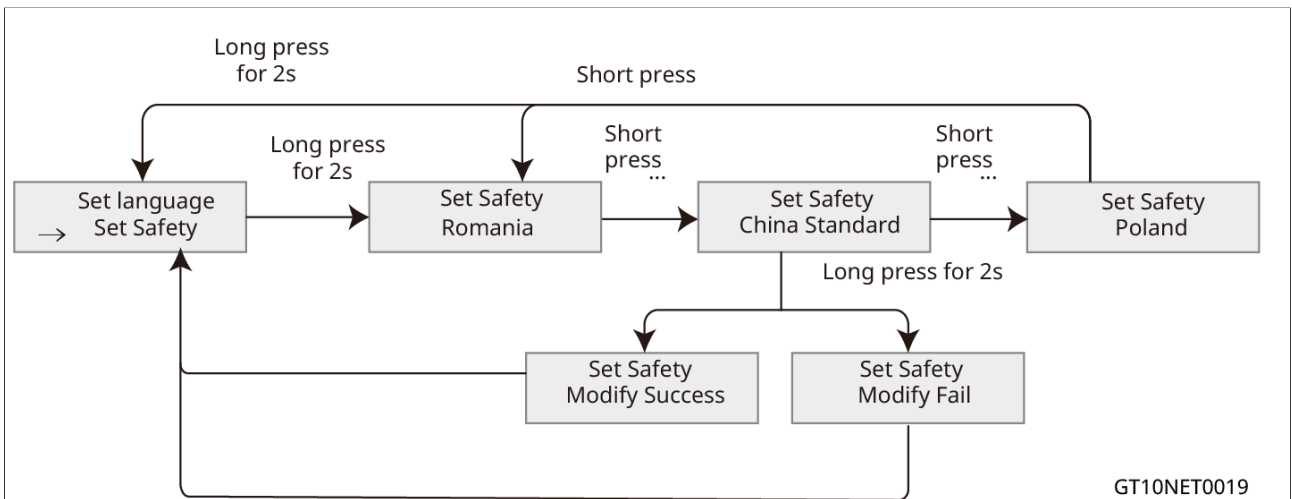 Long press
for 2s
Short press
Long press
for 2s
Short
press
...
Short
press
...
Set language
→ Set Safety
Set Safety
Romania
Set Safety
China Standard
Set Safety
Poland
Long press for 2s
Set Safety
Modify Success
Set Safety
Modify Fail
GT10NET0019